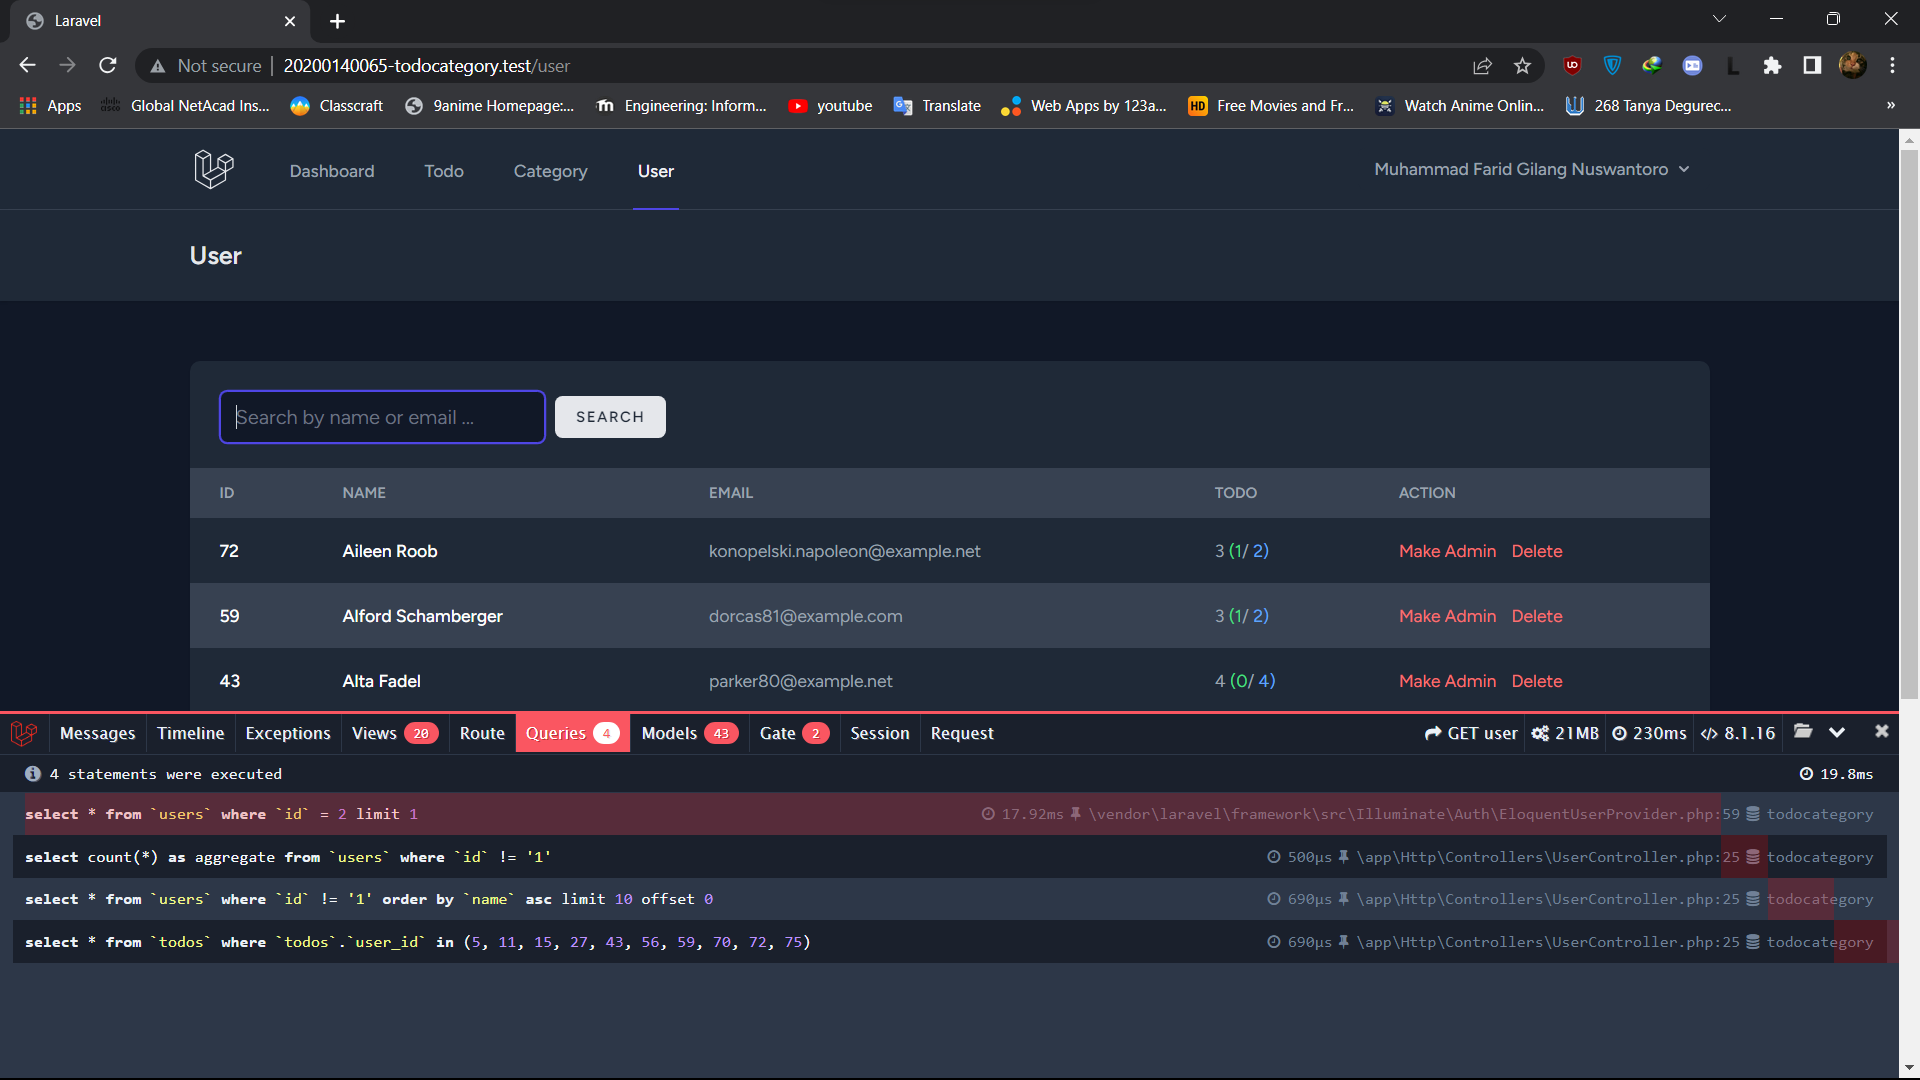 Laravel
Not secure 20200140065-todocategory.test/user
Apps Global NetAcad Ins... Classcraft 9anime Homepage:... Engineering: Inform... youtube Translate Web Apps by 123a... HD Free Movies and Fr... Watch Anime Onlin... 268 Tanya Degurec... »
Dashboard Todo Category User Muhammad Farid Gilang Nuswantoro
User
Search by name or email ... SEARCH
ID NAME EMAIL TODO ACTION
72 Aileen Roob konopelski.napoleon@example.net 3 (1/ 2) Make Admin Delete
59 Alford Schamberger dorcas81@example.com 3 (1/ 2) Make Admin Delete
43 Alta Fadel parker80@example.net 4 (0/ 4) Make Admin Delete
Messages Timeline Exceptions Views 20 Route Queries 4 Models 43 Gate 2 Session Request GET user 21MB 230ms 8.1.16
4 statements were executed 19.8ms
select * from `users` where `id` = 2 limit 1 17.92ms \vendor\laravel\framework\src\Illuminate\Auth\EloquentUserProvider.php:59 todocategory
select count(*) as aggregate from `users` where `id` != '1' 500μs \app\Http\Controllers\UserController.php:25 todocategory
select * from `users` where `id` != '1' order by `name` asc limit 10 offset 0 690μs \app\Http\Controllers\UserController.php:25 todocategory
select * from `todos` where `todos`.`user_id` in (5, 11, 15, 27, 43, 56, 59, 70, 72, 75) 690μs \app\Http\Controllers\UserController.php:25 todocategory